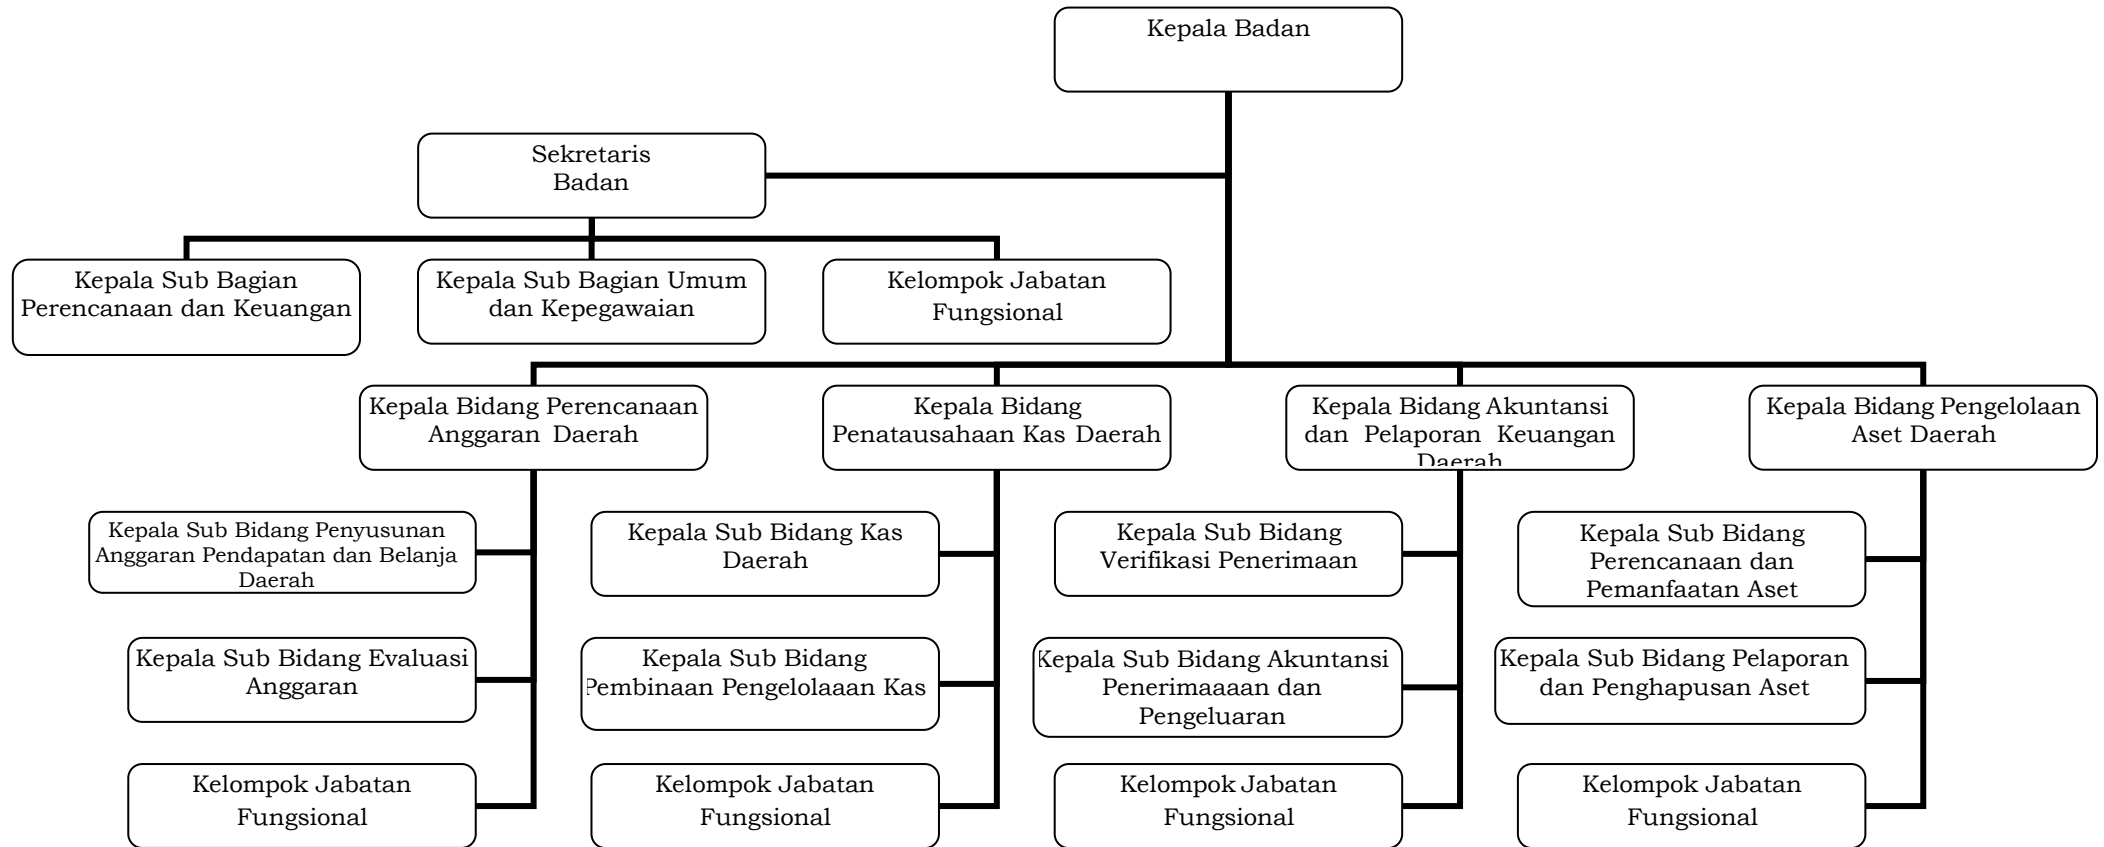 Kepala Badan
Sekretaris
Badan
Kepala Sub Bagian
Perencanaan dan Keuangan
Kepala Sub Bagian Umum
dan Kepegawaian
Kelompok Jabatan
Fungsional
Kepala Bidang Perencanaan
Anggaran Daerah
Kepala Bidang
Penatausahaan Kas Daerah
Kepala Bidang Akuntansi
dan Pelaporan Keuangan
Daerah
Kepala Bidang Pengelolaan
Aset Daerah
Kepala Sub Bidang Penyusunan
Anggaran Pendapatan dan Belanja
Daerah
Kepala Sub Bidang Kas
Daerah
Kepala Sub Bidang
Verifikasi Penerimaan
Kepala Sub Bidang
Perencanaan dan
Pemanfaatan Aset
Kepala Sub Bidang Evaluasi
Anggaran
Kepala Sub Bidang
Pembinaan Pengelolaaan Kas
Kepala Sub Bidang Akuntansi
Penerimaaaan dan
Pengeluaran
Kepala Sub Bidang Pelaporan
dan Penghapusan Aset
Kelompok Jabatan
Fungsional
Kelompok Jabatan
Fungsional
Kelompok Jabatan
Fungsional
Kelompok Jabatan
Fungsional